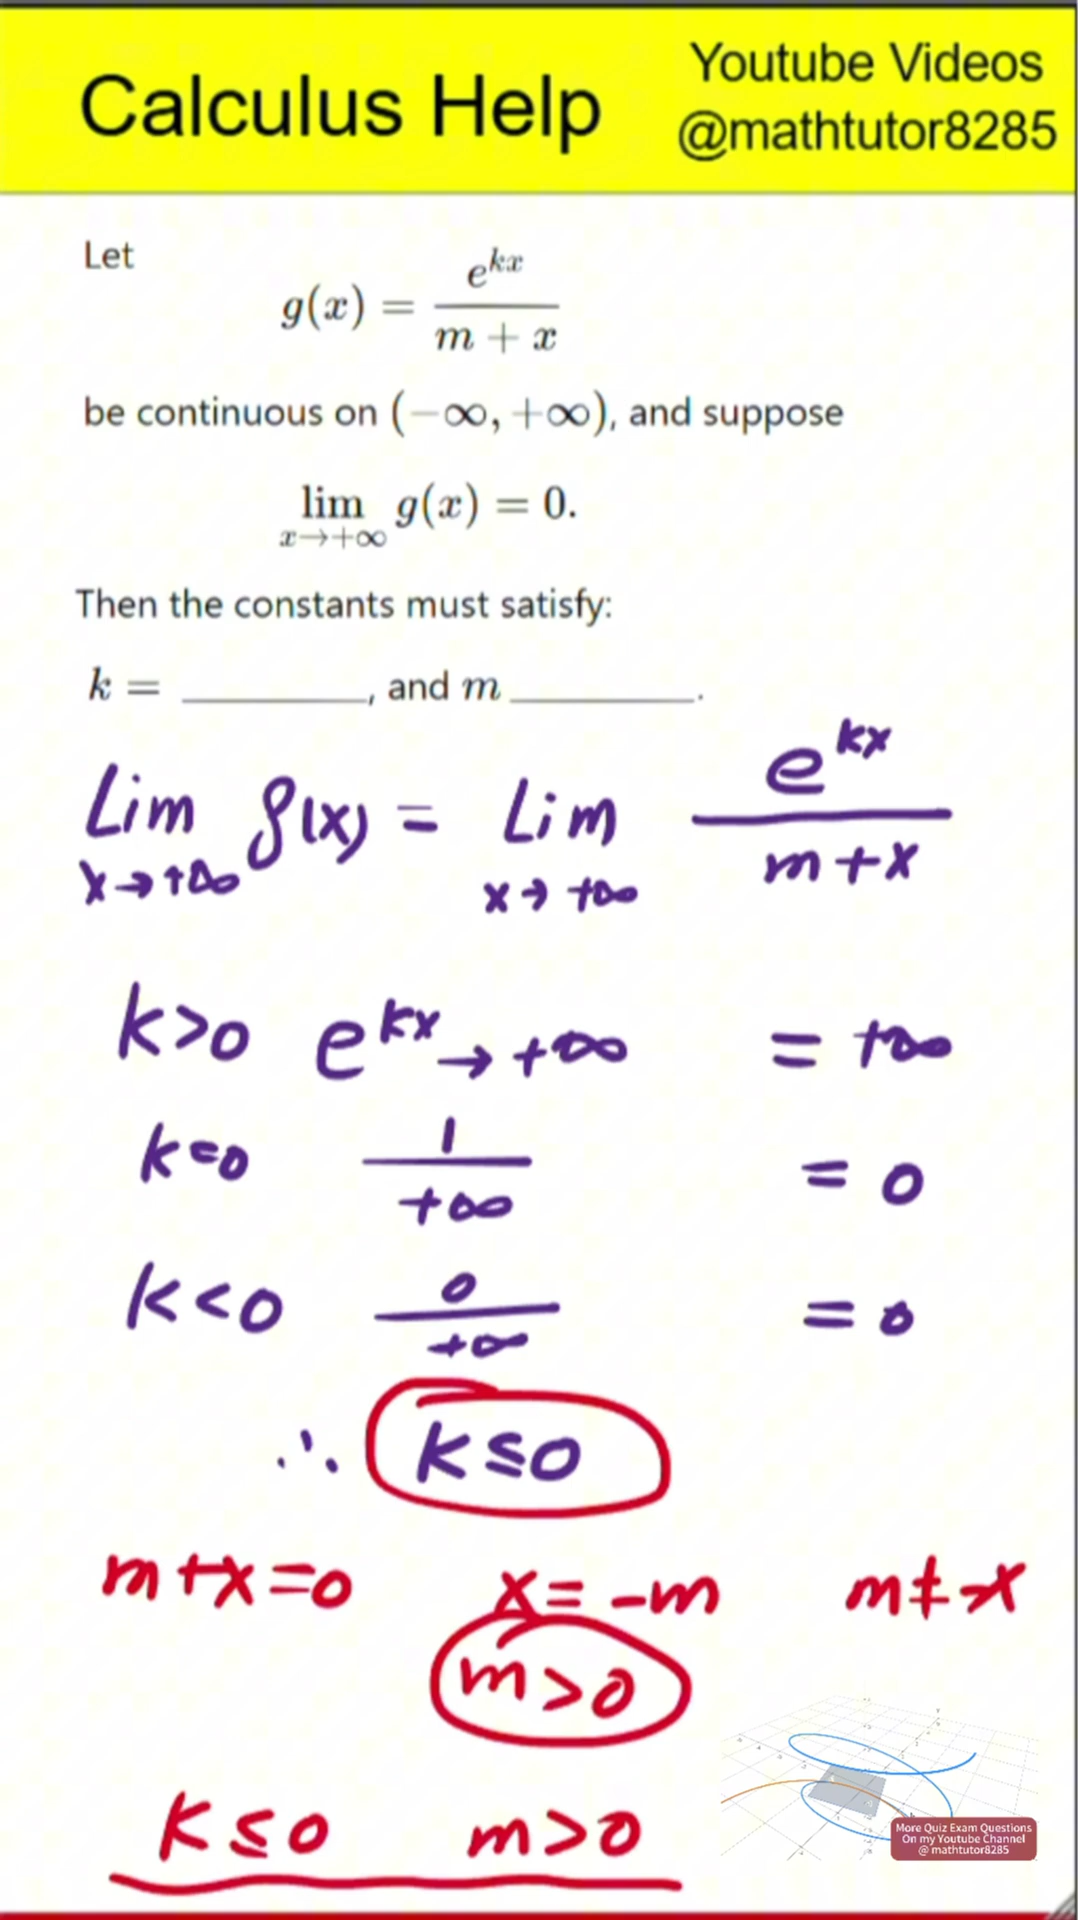 Calculus Help
Youtube Videos
@mathtutor8285
Let
g(x) = e^{kx} / (m + x)
be continuous on (−∞, +∞), and suppose
lim_{x→+∞} g(x) = 0.
Then the constants must satisfy:
k = ________, and m ________.
Lim_{x→+∞} g(x) = Lim_{x→+∞} e^{kx} / (m+x)
k>0 e^{kx} → +∞ = +∞
k=0 1/+∞ = 0
k<0 0/+∞ = 0
∴ k≤0
m+x=0 x=-m m≠-x
m>0
k≤0 m>0
More Quiz Exam Questions
On my Youtube Channel
@ mathtutor8285